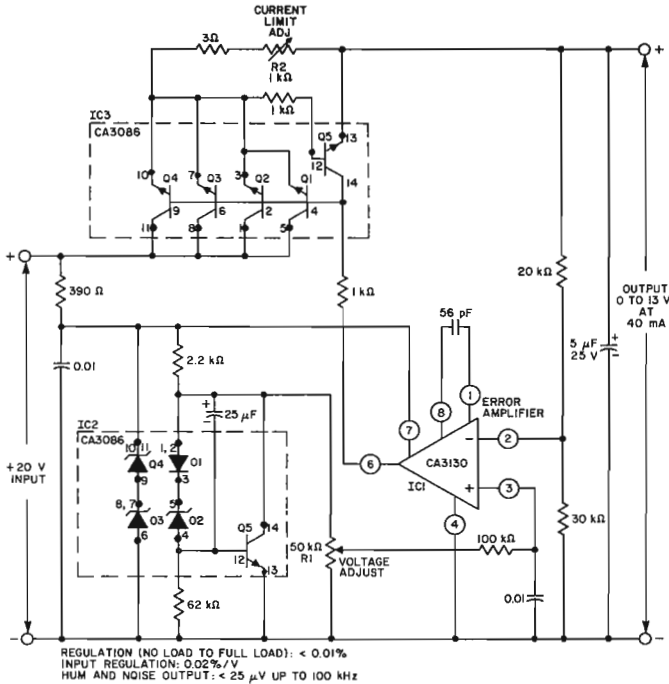 CURRENT
LIMIT
ADJ
3Ω
R2
1 kΩ
1 kΩ
+
IC3
CA3086
Q5
13
12
14
10
Q4
7
Q3
3
Q2
Q1
9
6
2
4
11
8
1
5
+
390 Ω
1 kΩ
20 kΩ
OUTPUT
0 TO 13 V
AT
40 mA
56 pF
5 μF
25 V
+
−
0.01
2.2 kΩ
8
1
ERROR
AMPLIFIER
7
+
−
25 μF
−
2
6
CA3130
IC1
+
3
4
IC2
CA3086
+20 V
INPUT
10 11
Q4
9
1, 2
D1
3
8, 7
D3
6
5
D2
4
Q5
14
12
13
50 kΩ
R1
VOLTAGE
ADJUST
100 kΩ
30 kΩ
0.01
62 kΩ
−
−
REGULATION (NO LOAD TO FULL LOAD): < 0.01%
INPUT REGULATION: 0.02%/V
HUM AND NOISE OUTPUT: < 25 μV UP TO 100 kHz